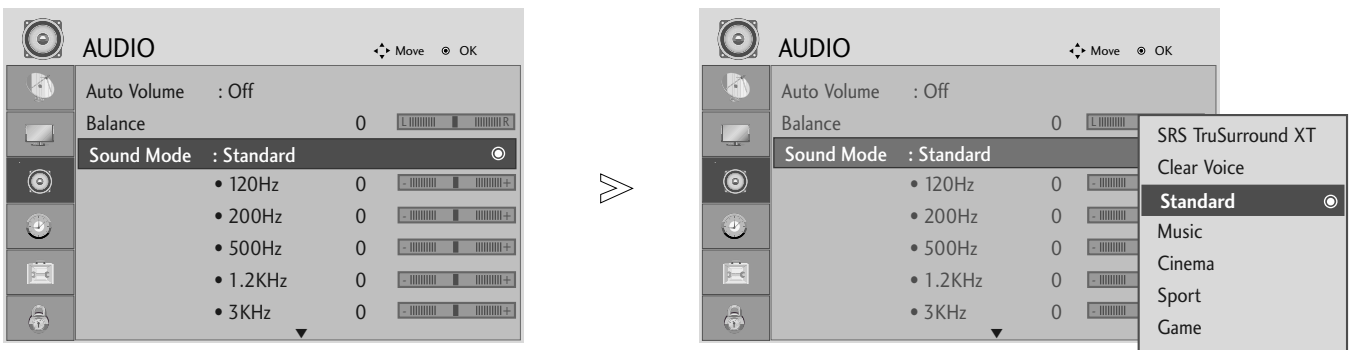 AUDIO
Move OK
Auto Volume : Off
Balance 0 L R
Sound Mode : Standard
• 120Hz 0 - +
• 200Hz 0 - +
• 500Hz 0 - +
• 1.2KHz 0 - +
• 3KHz 0 - +
AUDIO
Move OK
Auto Volume : Off
Balance 0 L
Sound Mode : Standard
• 120Hz 0 -
• 200Hz 0 -
• 500Hz 0 -
• 1.2KHz 0 -
• 3KHz 0 -
SRS TruSurround XT
Clear Voice
Standard
Music
Cinema
Sport
Game